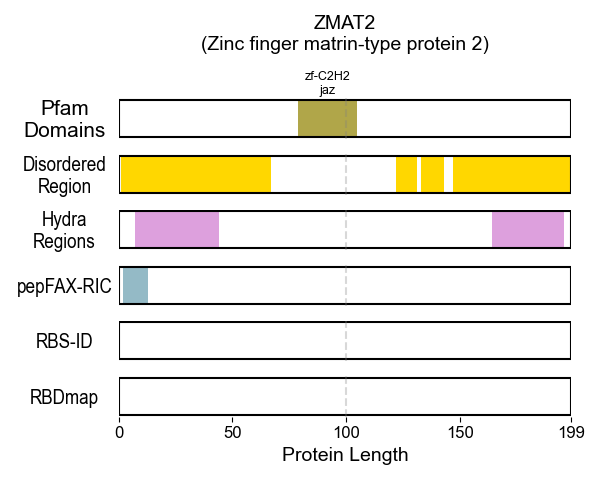 ZMAT2
(Zinc finger matrin-type protein 2)
zf-C2H2
jaz
Pfam
Domains
Disordered
Region
Hydra
Regions
pepFAX-RIC
RBS-ID
RBDmap
0 50 100 150 199
Protein Length